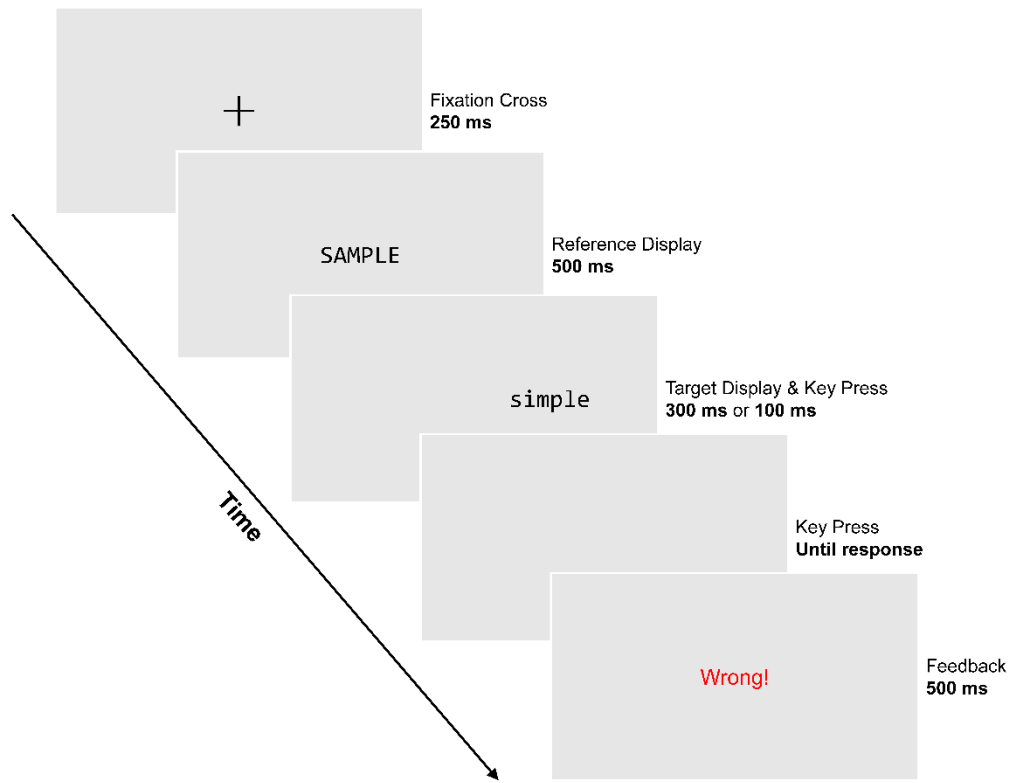 Fixation Cross
250 ms
SAMPLE
Reference Display
500 ms
simple
Target Display & Key Press
300 ms or 100 ms
Time
Key Press
Until response
Wrong!
Feedback
500 ms